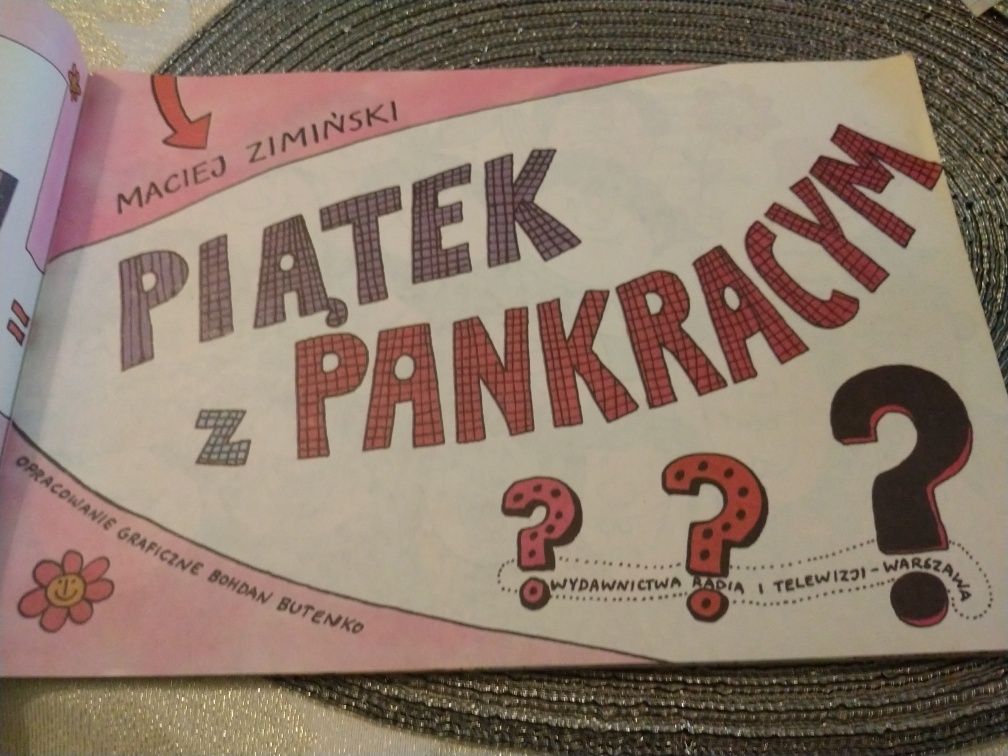 MACIEJ ZIMIŃSKI
PIĄTEK
Z PANKRACYM
OPRACOWANIE GRAFICZNE BOHDAN BUTENKO
? ? ?
WYDAWNICTWA RADIA I TELEWIZJI - WARSZAWA